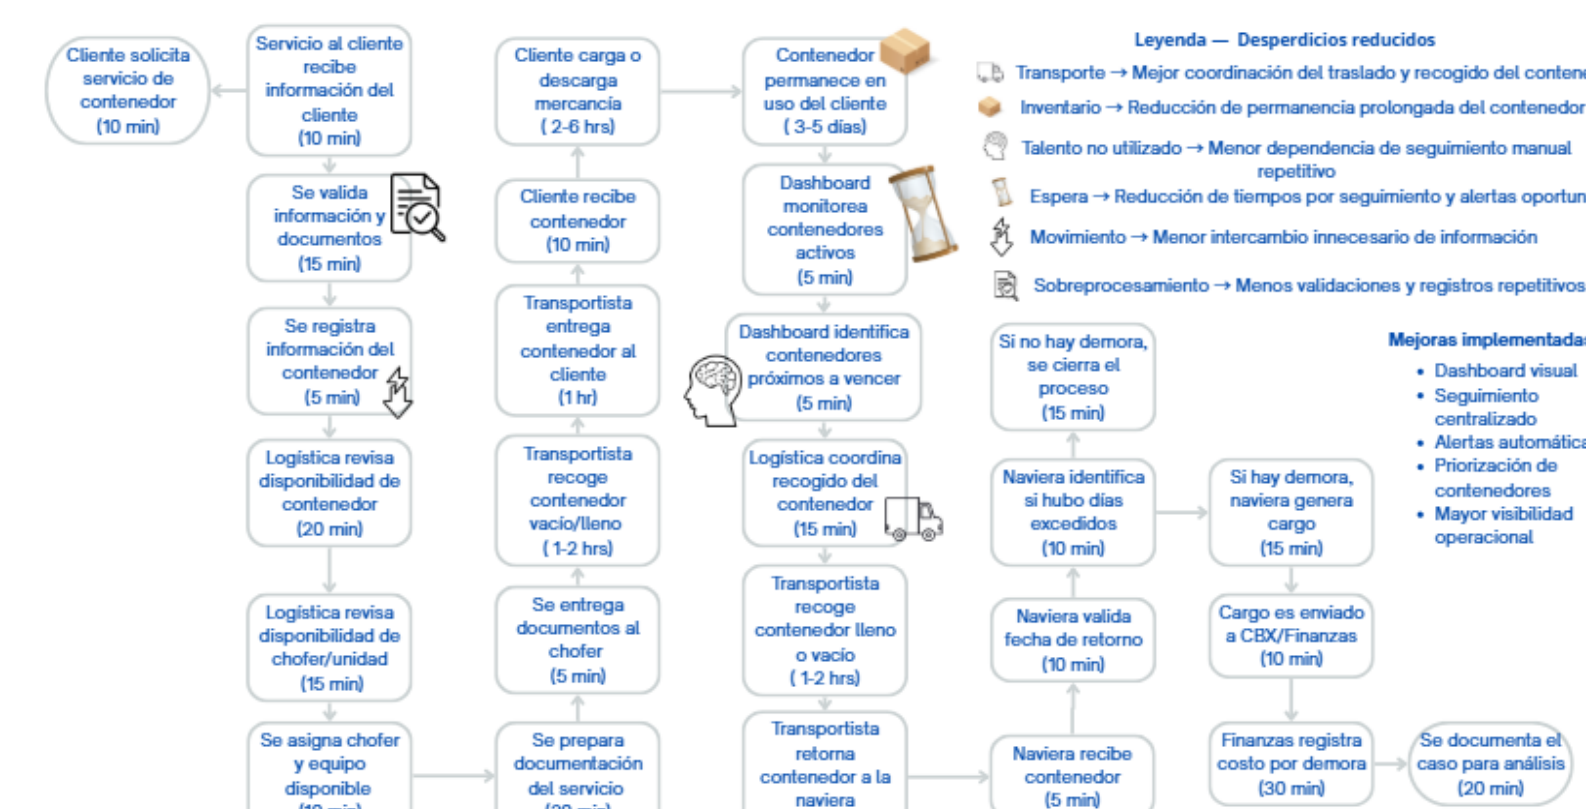 Cliente solicita
servicio de
contenedor
(10 min)
Servicio al cliente
recibe
información del
cliente
(10 min)
Se valida
información y
documentos
(15 min)
Se registra
información del
contenedor
(5 min)
Logística revisa
disponibilidad de
contenedor
(20 min)
Logística revisa
disponibilidad de
chofer/unidad
(15 min)
Se asigna chofer
y equipo
disponible
Se prepara
documentación
del servicio
Se entrega
documentos al
chofer
(5 min)
Transportista
recoge
contenedor
vacío/lleno
( 1-2 hrs)
Transportista
entrega
contenedor al
cliente
(1 hr)
Cliente recibe
contenedor
(10 min)
Cliente carga o
descarga
mercancía
( 2-6 hrs)
Contenedor
permanece en
uso del cliente
( 3-5 días)
Dashboard
monitorea
contenedores
activos
(5 min)
Dashboard identifica
contenedores
próximos a vencer
(5 min)
Logística coordina
recogido del
contenedor
(15 min)
Transportista
recoge
contenedor lleno
o vacío
( 1-2 hrs)
Transportista
retorna
contenedor a la
naviera
Naviera recibe
contenedor
(5 min)
Naviera valida
fecha de retorno
(10 min)
Naviera identifica
si hubo días
excedidos
(10 min)
Si no hay demora,
se cierra el
proceso
(15 min)
Si hay demora,
naviera genera
cargo
(15 min)
Cargo es enviado
a CBX/Finanzas
(10 min)
Finanzas registra
costo por demora
(30 min)
Se documenta el
caso para análisis
(20 min)
Leyenda — Desperdicios reducidos
Transporte → Mejor coordinación del traslado y recogido del contene
Inventario → Reducción de permanencia prolongada del contenedor
Talento no utilizado → Menor dependencia de seguimiento manual
repetitivo
Espera → Reducción de tiempos por seguimiento y alertas oportun
Movimiento → Menor intercambio innecesario de información
Sobreprocesamiento → Menos validaciones y registros repetitivos
Mejoras implementadas
• Dashboard visual
• Seguimiento
centralizado
• Alertas automática
• Priorización de
contenedores
• Mayor visibilidad
operacional